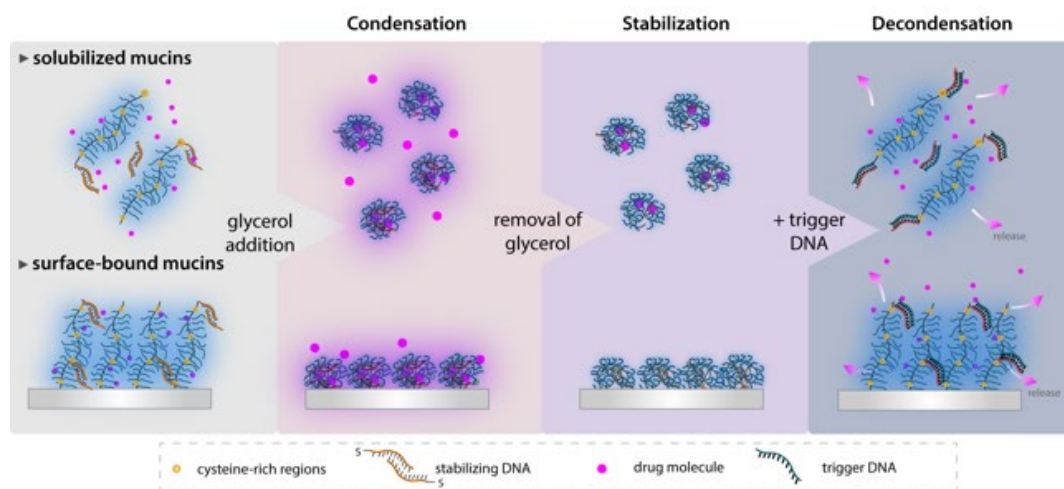 Condensation
Stabilization
Decondensation
▸ solubilized mucins
glycerol
addition
removal of
glycerol
+ trigger
DNA
release
▸ surface-bound mucins
release
S
S
cysteine-rich regions
stabilizing DNA
drug molecule
trigger DNA